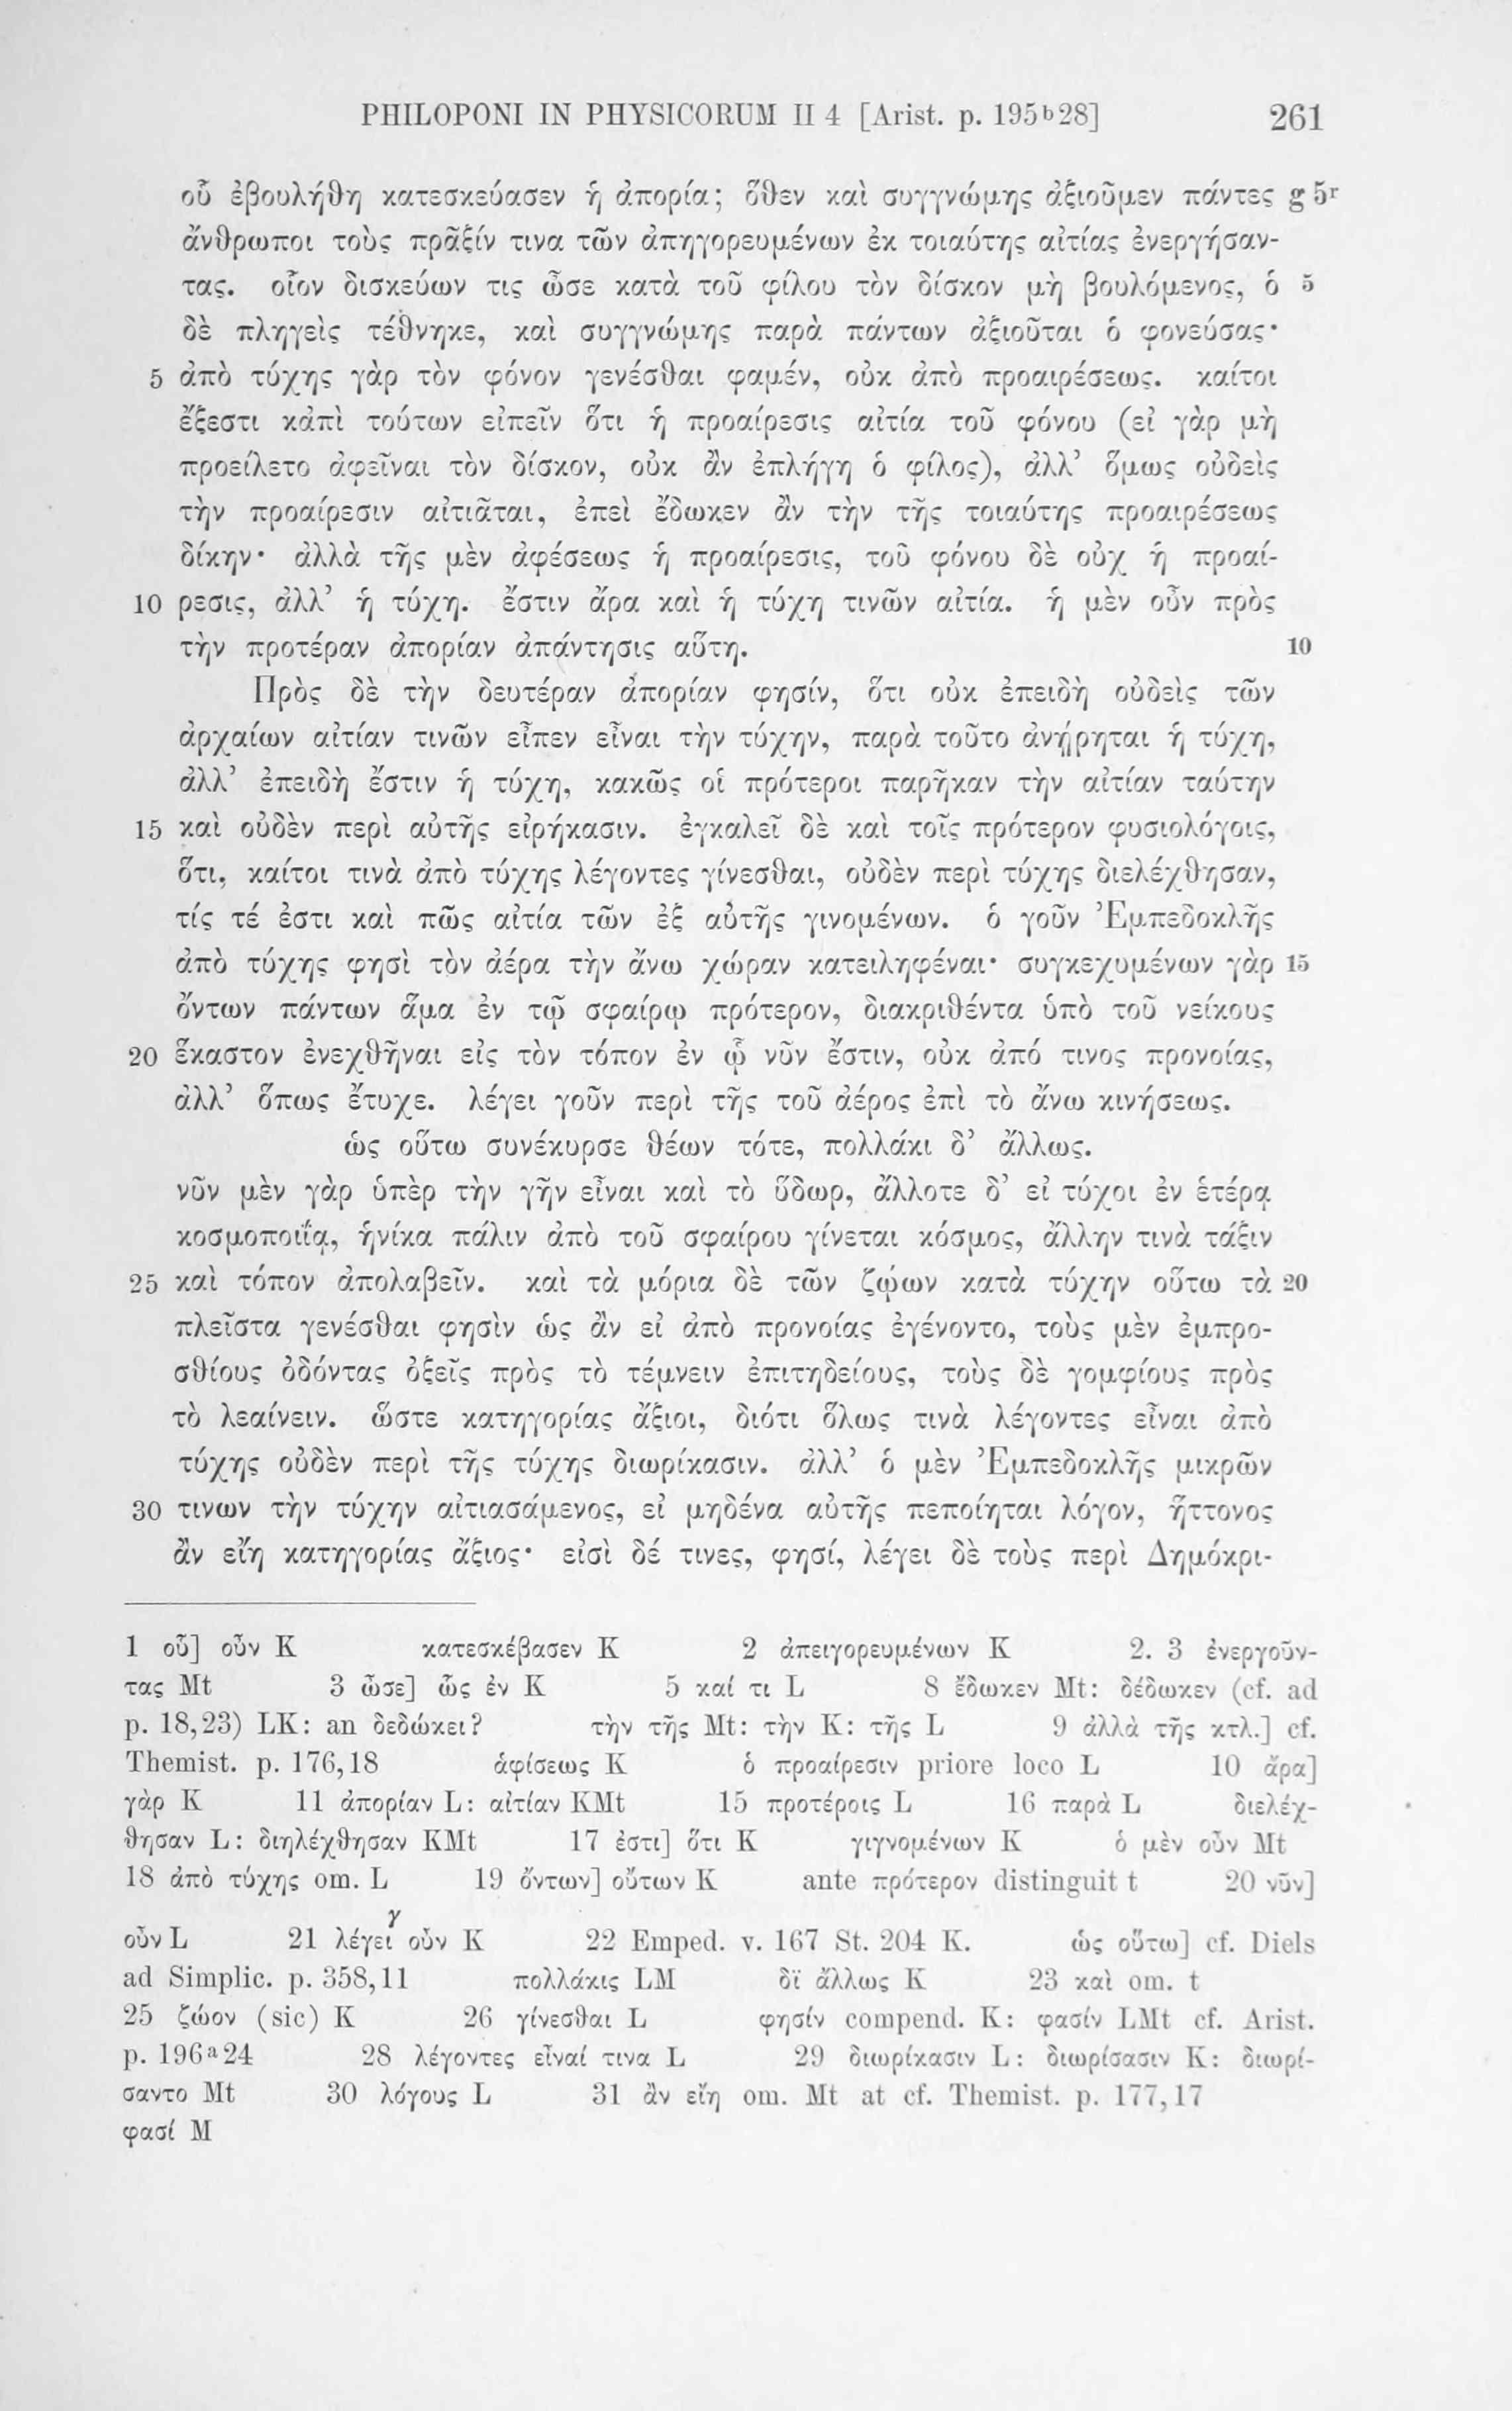 PHILOPONI IN PHYSICORUM II 4 [Arist. p. 195ᵇ28] 261
οὗ ἐβουλήθη κατεσκεύασεν ἡ ἀπορία; ὅθεν καὶ συγγνώμης ἀξιοῦμεν πάντες g 5ʳ
ἄνθρωποι τοὺς πρᾶξίν τινα τῶν ἀπηγορευμένων ἐκ τοιαύτης αἰτίας ἐνεργήσαν-
τας. οἷον δισκεύων τις ὦσε κατὰ τοῦ φίλου τὸν δίσκον μὴ βουλόμενος, ὁ 5
δὲ πληγεὶς τέθνηκε, καὶ συγγνώμης παρὰ πάντων ἀξιοῦται ὁ φονεύσας·
5 ἀπὸ τύχης γὰρ τὸν φόνον γενέσθαι φαμέν, οὐκ ἀπὸ προαιρέσεως. καίτοι
ἔξεστι κἀπὶ τούτων εἰπεῖν ὅτι ἡ προαίρεσις αἰτία τοῦ φόνου (εἰ γὰρ μὴ
προείλετο ἀφεῖναι τὸν δίσκον, οὐκ ἂν ἐπλήγη ὁ φίλος), ἀλλ’ ὅμως οὐδεὶς
τὴν προαίρεσιν αἰτιᾶται, ἐπεὶ ἔδωκεν ἂν τὴν τῆς τοιαύτης προαιρέσεως
δίκην· ἀλλὰ τῆς μὲν ἀφέσεως ἡ προαίρεσις, τοῦ φόνου δὲ οὐχ ἡ προαί-
10 ρεσις, ἀλλ’ ἡ τύχη. ἔστιν ἄρα καὶ ἡ τύχη τινῶν αἰτία. ἡ μὲν οὖν πρὸς
τὴν προτέραν ἀπορίαν ἀπάντησις αὕτη. 10
Πρὸς δὲ τὴν δευτέραν ἀπορίαν φησίν, ὅτι οὐκ ἐπειδὴ οὐδεὶς τῶν
ἀρχαίων αἰτίαν τινῶν εἶπεν εἶναι τὴν τύχην, παρὰ τοῦτο ἀνῄρηται ἡ τύχη,
ἀλλ’ ἐπειδὴ ἔστιν ἡ τύχη, κακῶς οἱ πρότεροι παρῆκαν τὴν αἰτίαν ταύτην
15 καὶ οὐδὲν περὶ αὐτῆς εἰρήκασιν. ἐγκαλεῖ δὲ καὶ τοῖς πρότερον φυσιολόγοις,
ὅτι, καίτοι τινὰ ἀπὸ τύχης λέγοντες γίνεσθαι, οὐδὲν περὶ τύχης διελέχθησαν,
τίς τέ ἐστι καὶ πῶς αἰτία τῶν ἐξ αὐτῆς γινομένων. ὁ γοῦν Ἐμπεδοκλῆς
ἀπὸ τύχης φησὶ τὸν ἀέρα τὴν ἄνω χώραν κατειληφέναι· συγκεχυμένων γὰρ 15
ὄντων πάντων ἅμα ἐν τῷ σφαίρῳ πρότερον, διακριθέντα ὑπὸ τοῦ νείκους
20 ἕκαστον ἐνεχθῆναι εἰς τὸν τόπον ἐν ᾧ νῦν ἔστιν, οὐκ ἀπό τινος προνοίας,
ἀλλ’ ὅπως ἔτυχε. λέγει γοῦν περὶ τῆς τοῦ ἀέρος ἐπὶ τὸ ἄνω κινήσεως.
ὡς οὕτω συνέκυρσε θέων τότε, πολλάκι δ’ ἄλλως.
νῦν μὲν γὰρ ὑπὲρ τὴν γῆν εἶναι καὶ τὸ ὕδωρ, ἄλλοτε δ’ εἰ τύχοι ἐν ἑτέρᾳ
κοσμοποιΐᾳ, ἡνίκα πάλιν ἀπὸ τοῦ σφαίρου γίνεται κόσμος, ἄλλην τινὰ τάξιν
25 καὶ τόπον ἀπολαβεῖν. καὶ τὰ μόρια δὲ τῶν ζῴων κατὰ τύχην οὕτω τὰ 20
πλεῖστα γενέσθαι φησὶν ὡς ἂν εἰ ἀπὸ προνοίας ἐγένοντο, τοὺς μὲν ἐμπρο-
σθίους ὀδόντας ὀξεῖς πρὸς τὸ τέμνειν ἐπιτηδείους, τοὺς δὲ γομφίους πρὸς
τὸ λεαίνειν. ὥστε κατηγορίας ἄξιοι, διότι ὅλως τινὰ λέγοντες εἶναι ἀπὸ
τύχης οὐδὲν περὶ τῆς τύχης διωρίκασιν. ἀλλ’ ὁ μὲν Ἐμπεδοκλῆς μικρῶν
30 τινων τὴν τύχην αἰτιασάμενος, εἰ μηδένα αὐτῆς πεποίηται λόγον, ἥττονος
ἂν εἴη κατηγορίας ἄξιος· εἰσὶ δέ τινες, φησί, λέγει δὲ τοὺς περὶ Δημόκρι-
1 οὗ] οὖν K κατεσκέβασεν K 2 ἀπειγορευμένων K 2. 3 ἐνεργοῦν-
τας Mt 3 ὦσε] ὡς ἐν K 5 καί τι L 8 ἔδωκεν Mt: δέδωκεν (cf. ad
p. 18,23) LK: an δεδώκει? τὴν τῆς Mt: τὴν K: τῆς L 9 ἀλλὰ τῆς κτλ.] cf.
Themist. p. 176,18 ἀφίσεως K ὁ προαίρεσιν priore loco L 10 ἄρα]
γὰρ K 11 ἀπορίαν L: αἰτίαν KMt 15 προτέροις L 16 παρὰ L διελέχ-
θησαν L: διηλέχθησαν KMt 17 ἐστι] ὅτι K γιγνομένων K ὁ μὲν οὖν Mt
18 ἀπὸ τύχης om. L 19 ὄντων] οὕτων K ante πρότερον distinguit t 20 νῦν]
οὖν L 21 λέγειγ οὖν K 22 Emped. v. 167 St. 204 K. ὡς οὕτω] cf. Diels
ad Simplic. p. 358,11 πολλάκις LM δϊ ἄλλως K 23 καὶ om. t
25 ζώον (sic) K 26 γίνεσθαι L φησίν compend. K: φασίν LMt cf. Arist.
p. 196ᵃ24 28 λέγοντες εἶναί τινα L 29 διωρίκασιν L: διωρίσασιν K: διωρί-
σαντο Mt 30 λόγους L 31 ἂν εἴη om. Mt at cf. Themist. p. 177,17
φασί M